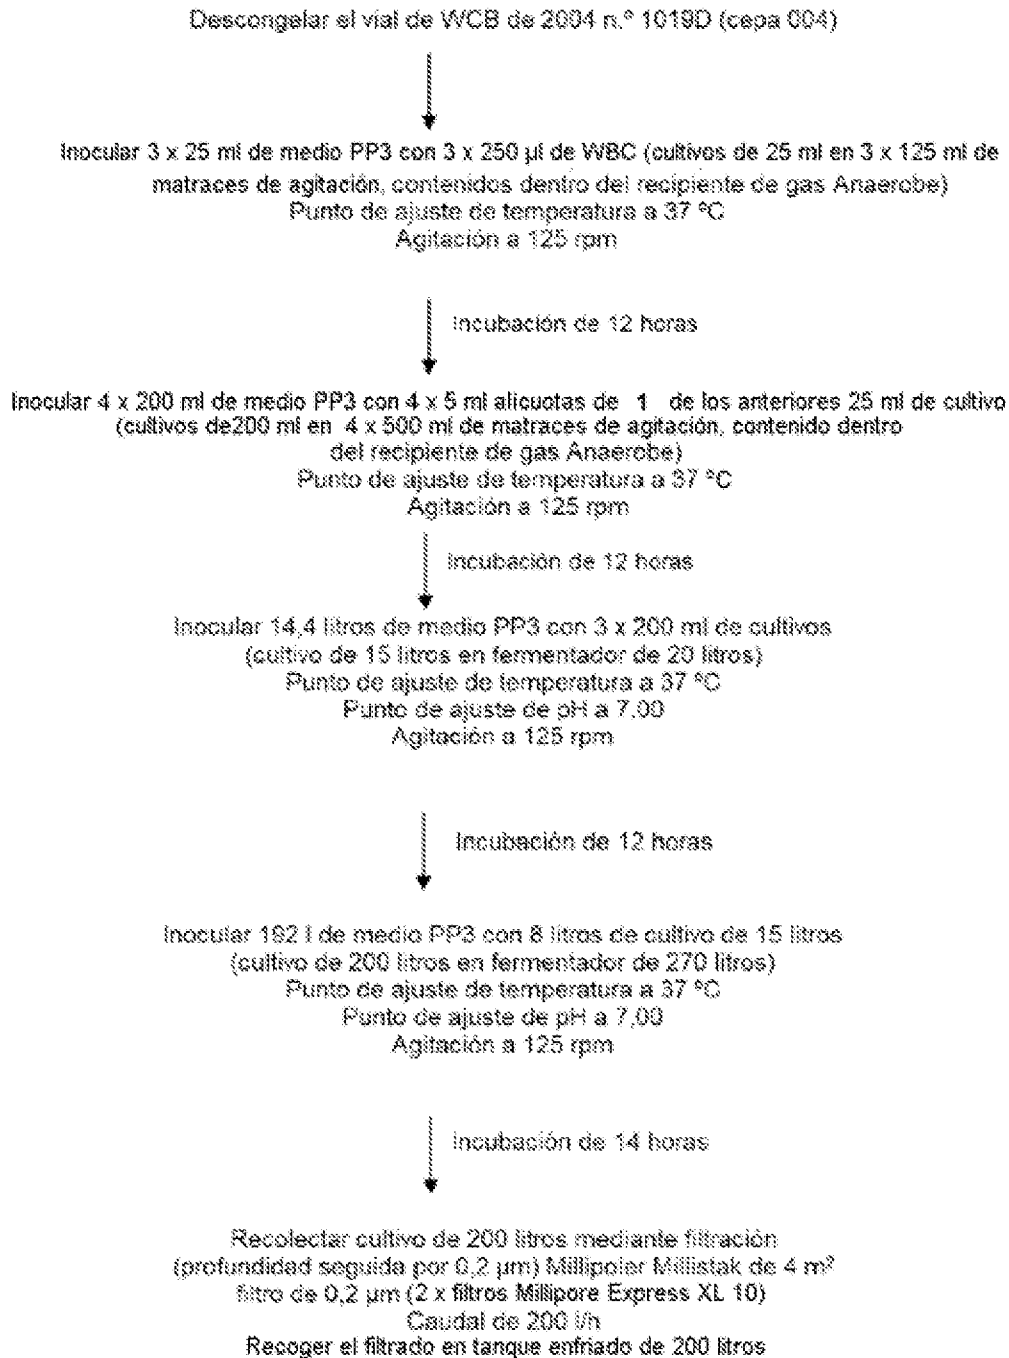 Descongelar el vial de WCB de 2004 n.º 1019D (cepa 004)
Inocular 3 x 25 ml de medio PP3 con 3 x 250 µl de WBC (cultivos de 25 ml en 3 x 125 ml de
matraces de agitación, contenidos dentro del recipiente de gas Anaerobe)
Punto de ajuste de temperatura a 37 ºC
Agitación a 125 rpm
Incubación de 12 horas
Inocular 4 x 200 ml de medio PP3 con 4 x 5 ml alícuotas de 1 de los anteriores 25 ml de cultivo
(cultivos de200 ml en 4 x 500 ml de matraces de agitación, contenido dentro
del recipiente de gas Anaerobe)
Punto de ajuste de temperatura a 37 ºC
Agitación a 125 rpm
Incubación de 12 horas
Inocular 14,4 litros de medio PP3 con 3 x 200 ml de cultivos
(cultivo de 15 litros en fermentador de 20 litros)
Punto de ajuste de temperatura a 37 ºC
Punto de ajuste de pH a 7,00
Agitación a 125 rpm
Incubación de 12 horas
Inocular 192 l de medio PP3 con 8 litros de cultivo de 15 litros
(cultivo de 200 litros en fermentador de 270 litros)
Punto de ajuste de temperatura a 37 ºC
Punto de ajuste de pH a 7,00
Agitación a 125 rpm
Incubación de 14 horas
Recolectar cultivo de 200 litros mediante filtración
(profundidad seguida por 0,2 µm) Millipoler Millistak de 4 m²
filtro de 0,2 µm (2 x filtros Millipore Express XL 10)
Caudal de 200 l/h
Recoger el filtrado en tanque enfriado de 200 litros